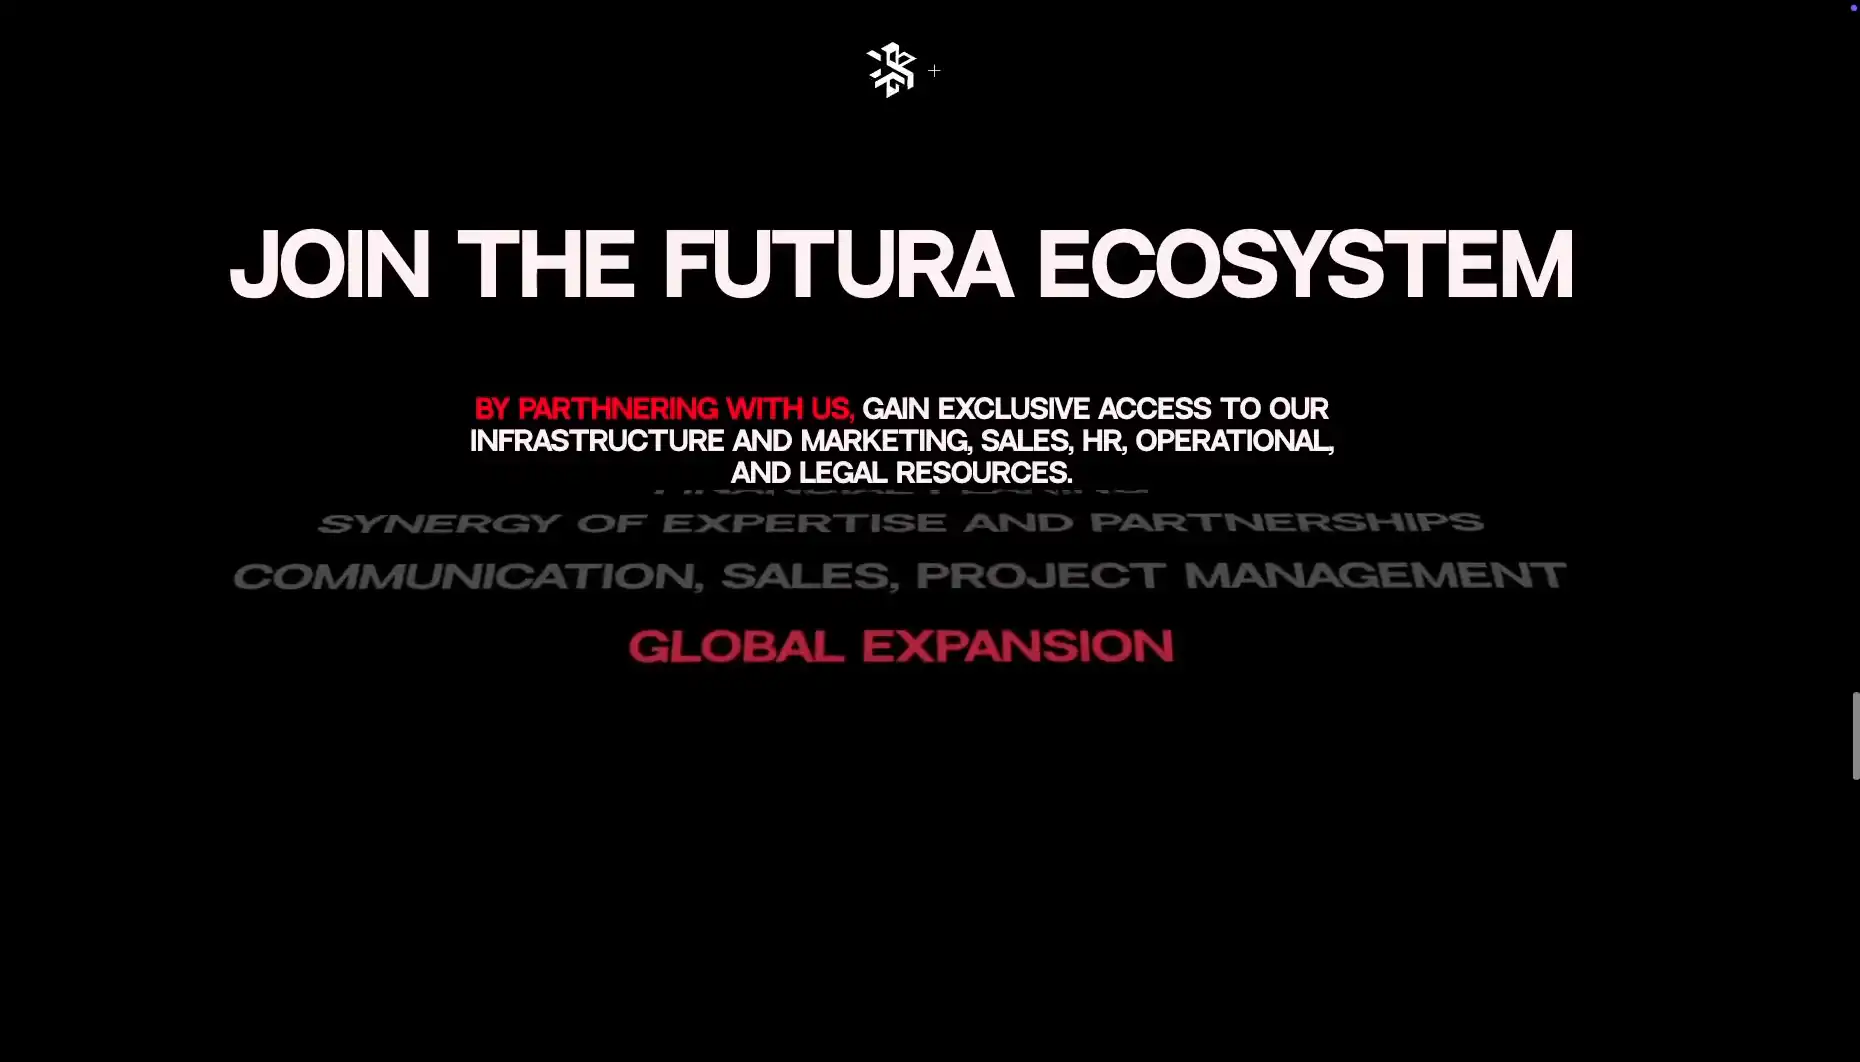 JOIN THE FUTURA ECOSYSTEM
BY PARTHNERING WITH US, GAIN EXCLUSIVE ACCESS TO OUR
INFRASTRUCTURE AND MARKETING, SALES, HR, OPERATIONAL,
AND LEGAL RESOURCES.
SYNERGY OF EXPERTISE AND PARTNERSHIPS
COMMUNICATION, SALES, PROJECT MANAGEMENT
GLOBAL EXPANSION